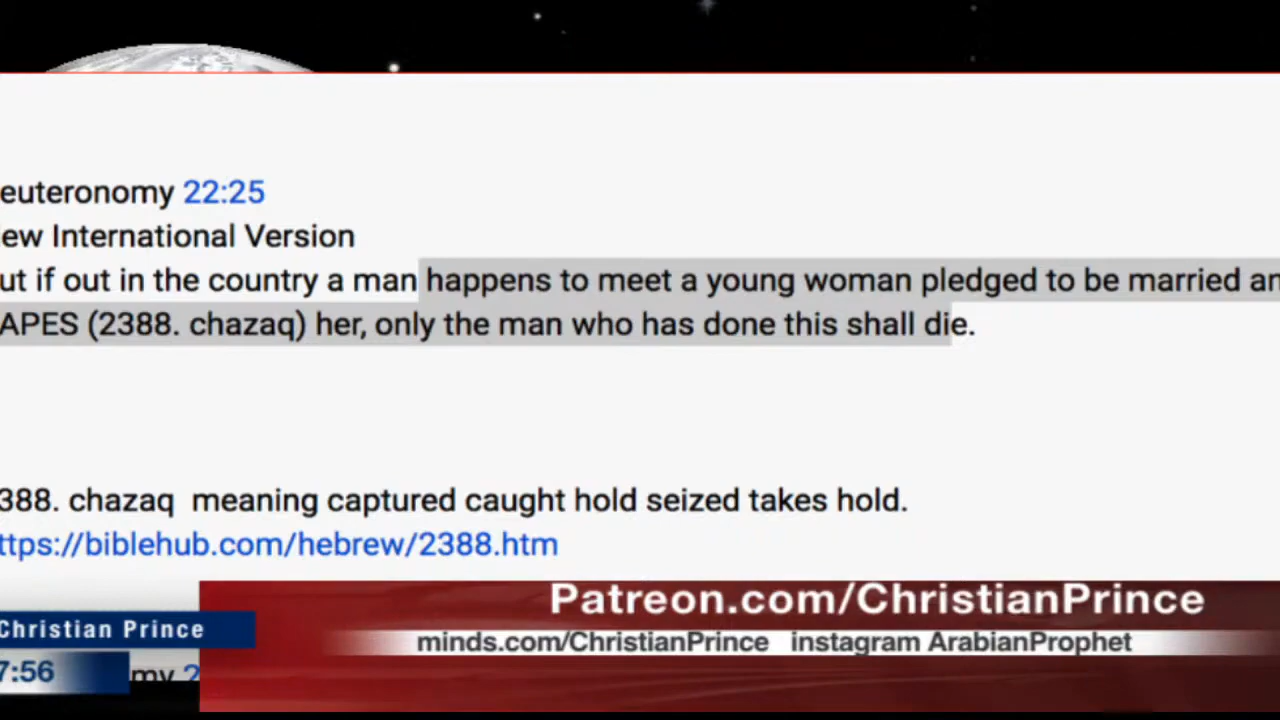 euteronomy 22:25
ew International Version
ut if out in the country a man happens to meet a young woman pledged to be married an
APES (2388. chazaq) her, only the man who has done this shall die.
388. chazaq meaning captured caught hold seized takes hold.
ttps://biblehub.com/hebrew/2388.htm
Patreon.com/ChristianPrince
Christian Prince
minds.com/ChristianPrince instagram ArabianProphet
7:56
my 2